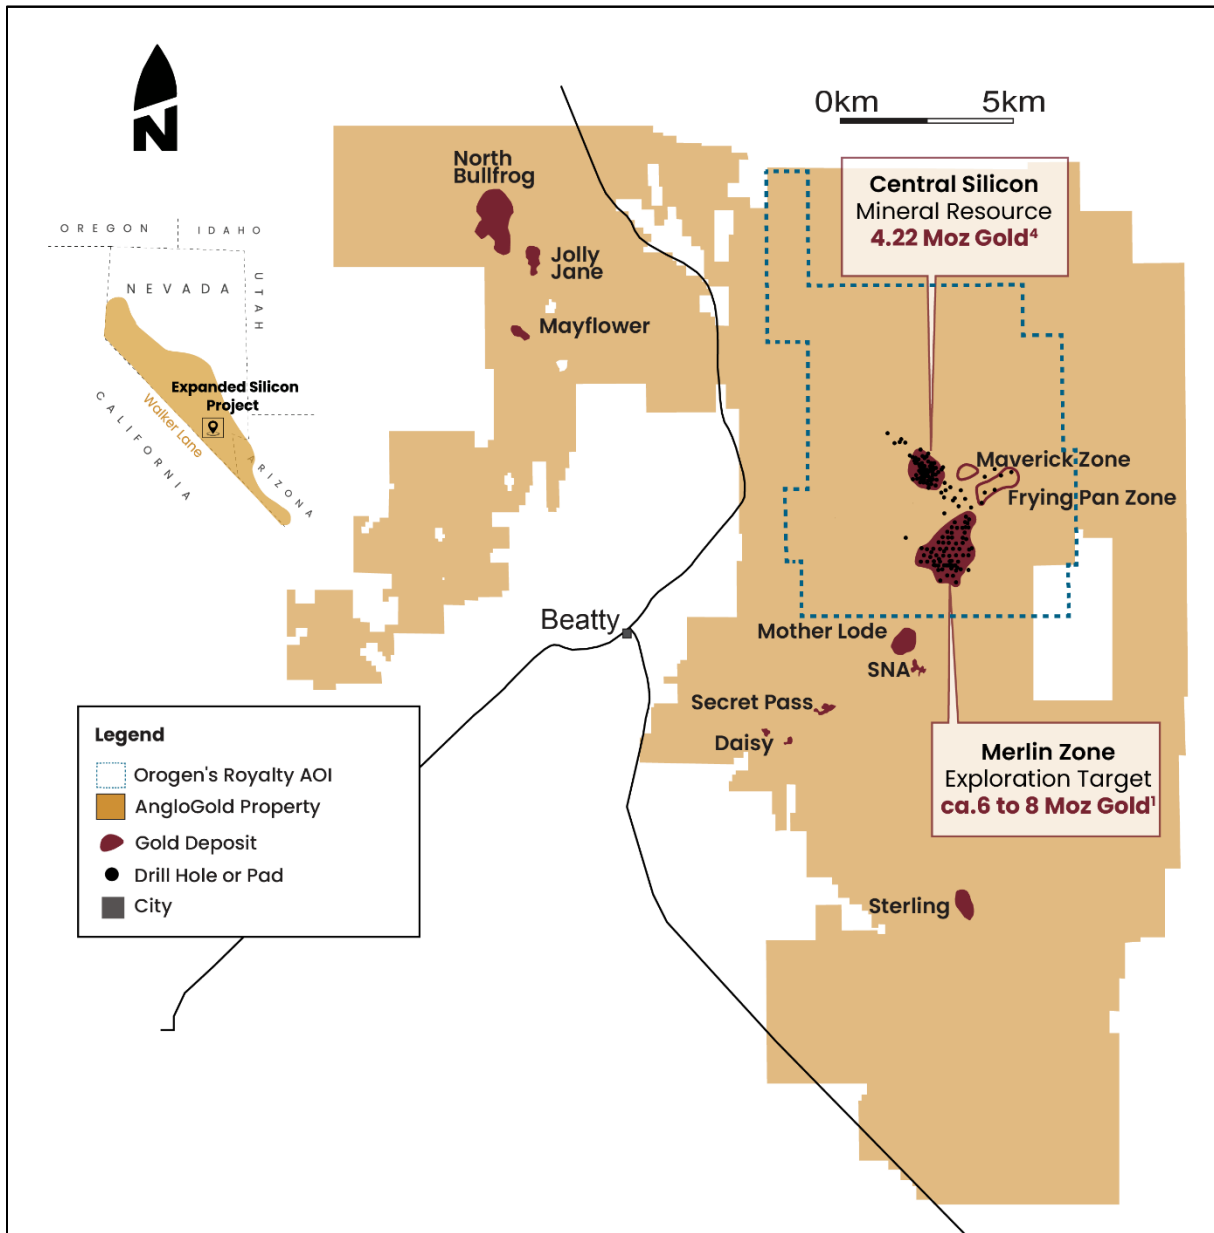 N
0km 5km
North
Bullfrog
Jolly
Jane
Mayflower
Central Silicon
Mineral Resource
4.22 Moz Gold⁴
OREGON
IDAHO
NEVADA
UTAH
Expanded Silicon
Project
Walker Lane
CALIFORNIA
ARIZONA
Maverick Zone
Frying Pan Zone
Beatty
Mother Lode
SNA
Secret Pass
Daisy
Merlin Zone
Exploration Target
ca.6 to 8 Moz Gold¹
Sterling
Legend
Orogen's Royalty AOI
AngloGold Property
Gold Deposit
Drill Hole or Pad
City